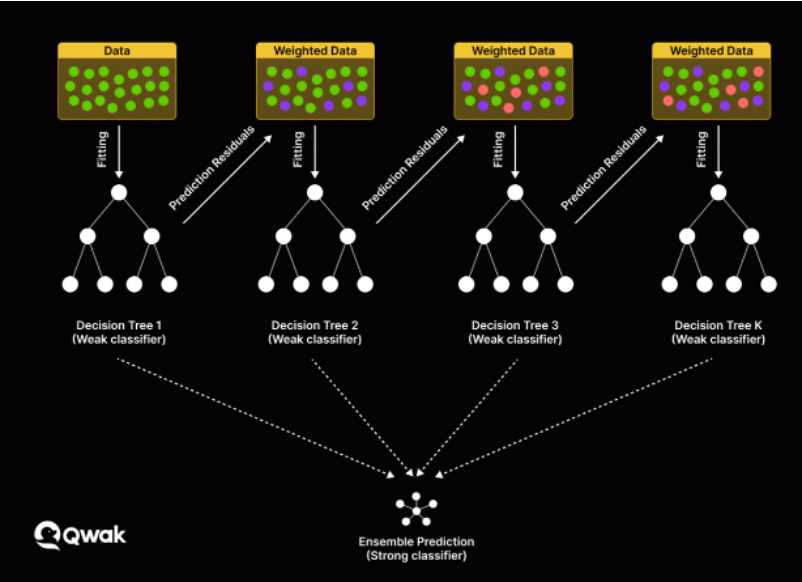 Data
Weighted Data
Weighted Data
Weighted Data
Fitting
Prediction Residuals
Fitting
Prediction Residuals
Fitting
Prediction Residuals
Fitting
Decision Tree 1
(Weak classifier)
Decision Tree 2
(Weak classifier)
Decision Tree 3
(Weak classifier)
Decision Tree K
(Weak classifier)
Qwak
Ensemble Prediction
(Strong classifier)